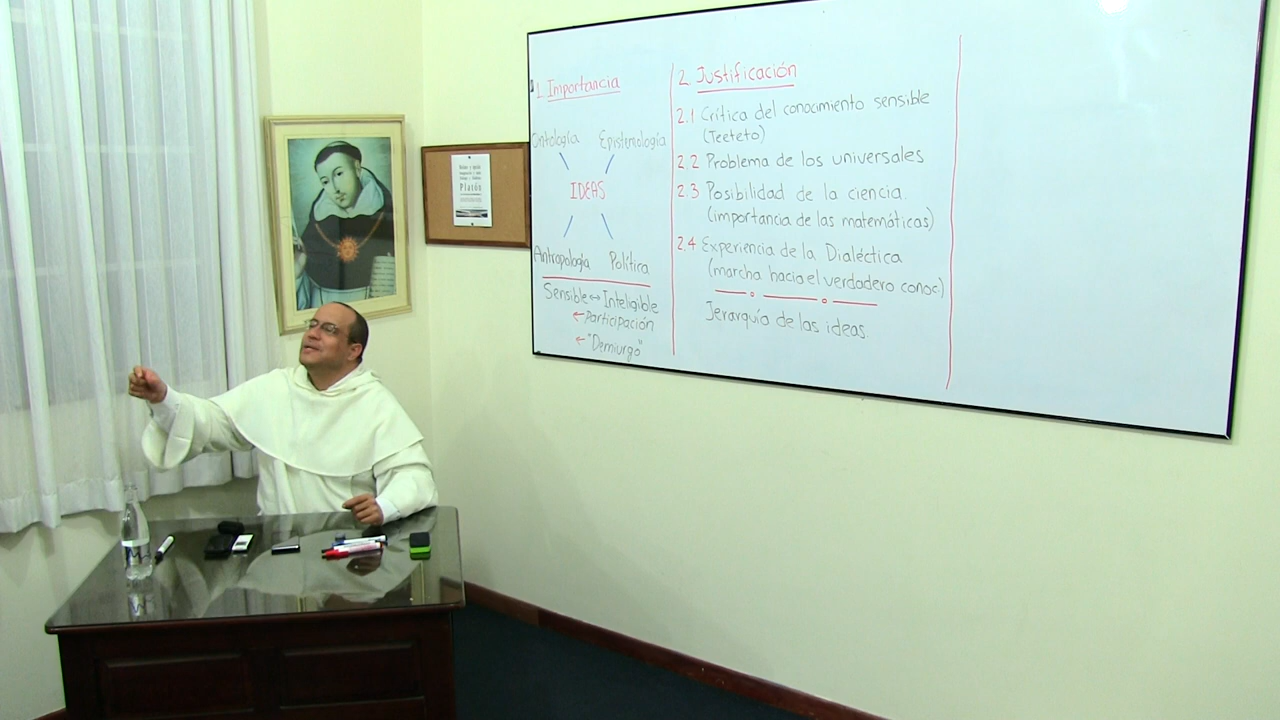 Platón
1. Importancia
Ontología Epistemología
IDEAS
Antropología Política
Sensible ↔ Inteligible
← Participación
← "Demiurgo"
2. Justificación
2.1 Crítica del conocimiento sensible
(Teeteto)
2.2 Problema de los universales
2.3 Posibilidad de la ciencia
(importancia de las matemáticas)
2.4 Experiencia de la Dialéctica
(marcha hacia el verdadero conoc.)
Jerarquía de las ideas.